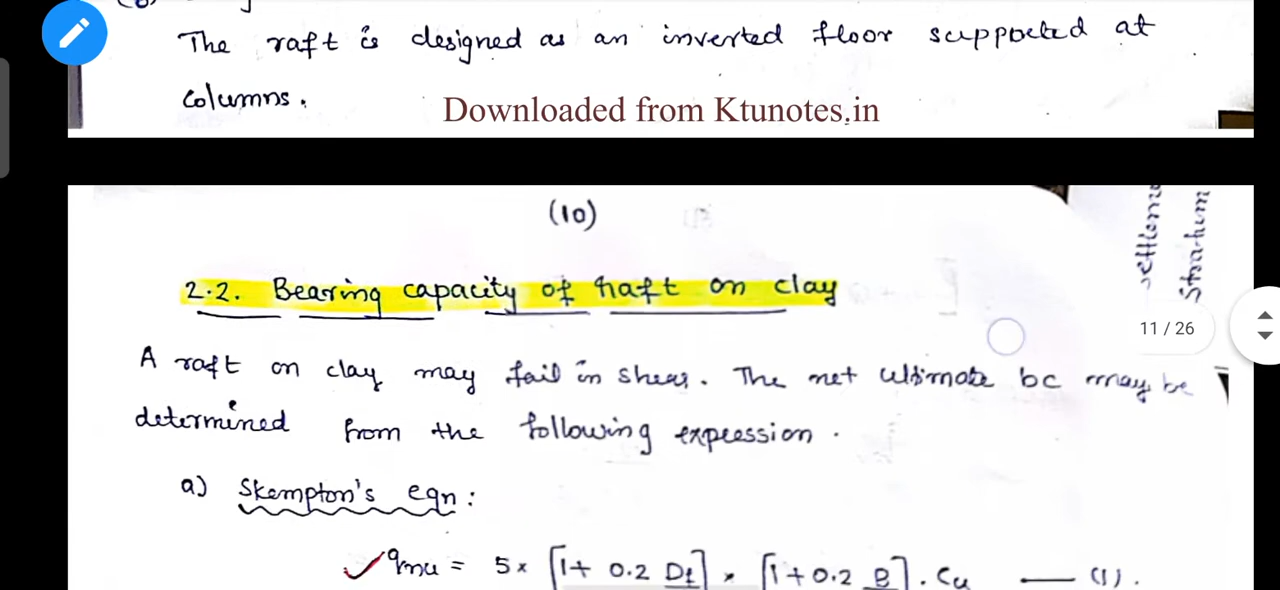 The raft is designed as an inverted floor supported at
columns.
Downloaded from Ktunotes.in
(10)
settleme
Stratum
2.2. Bearing capacity of raft on clay
11 / 26
A raft on clay may fail in shear. The net ultimate bc may be
determined from the following expression.
a) Skempton's eqn:
qnu = 5 x [1+ 0.2 Df] x [1+0.2 B] . Cu — (1).